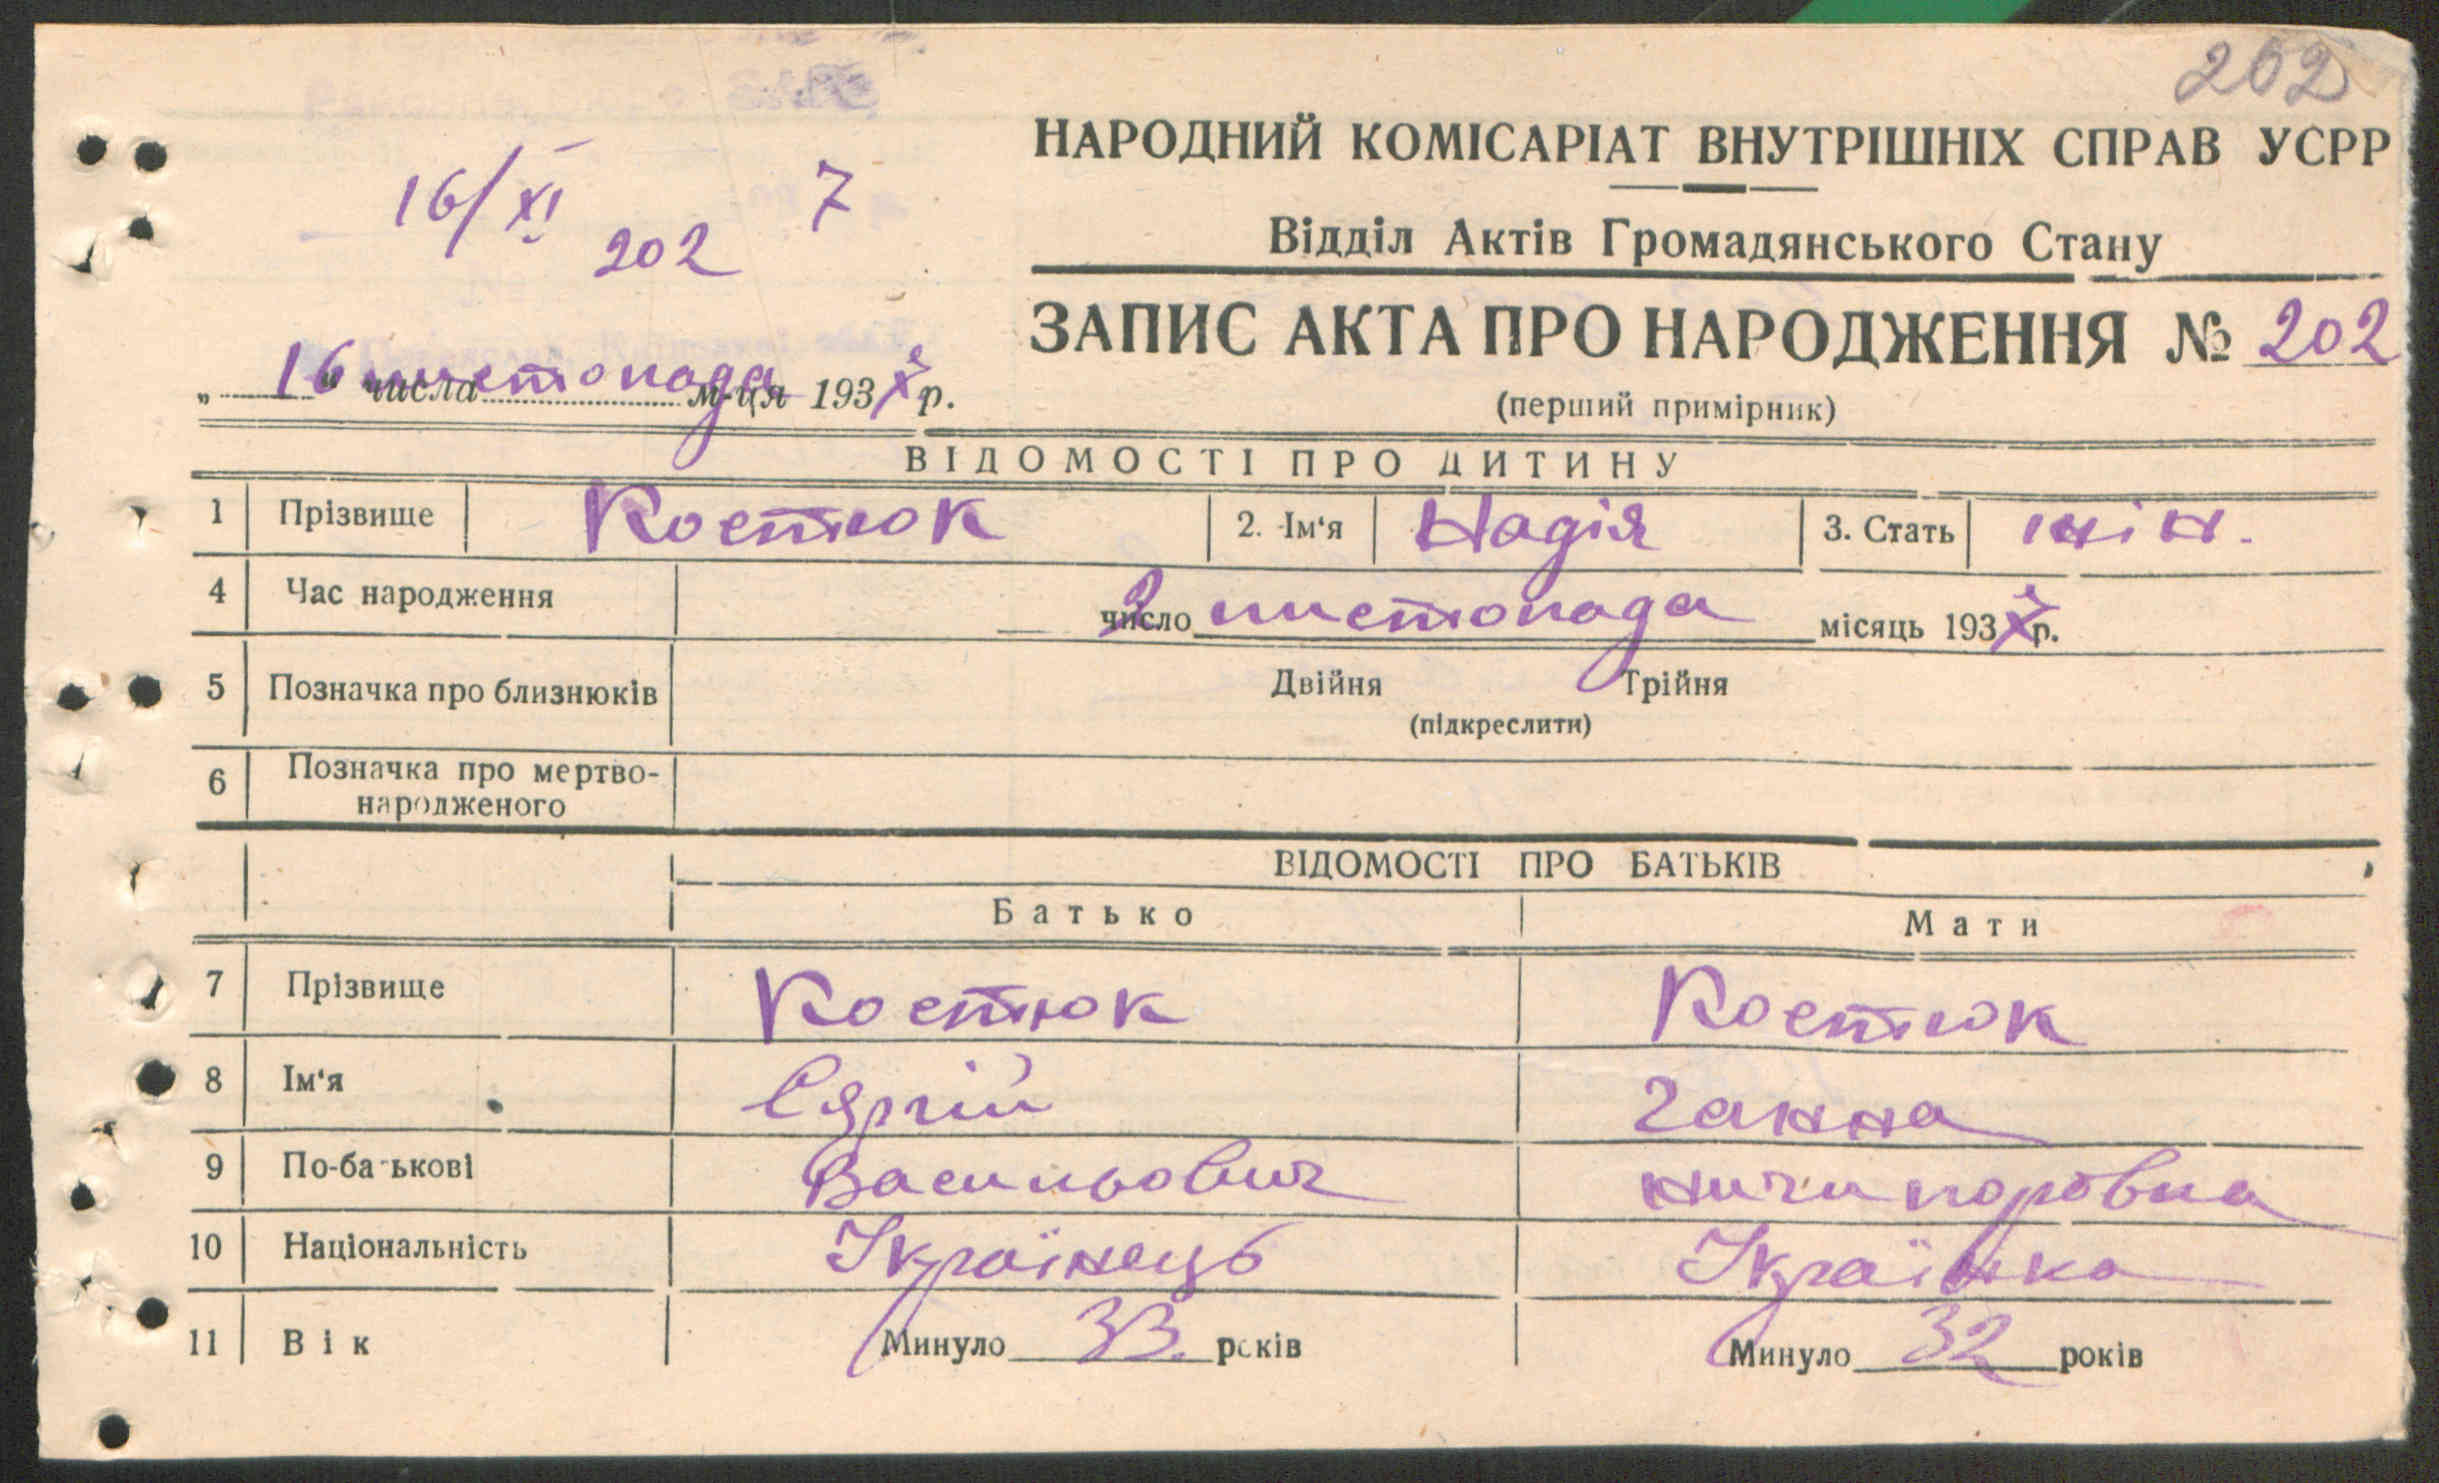 202
НАРОДНИЙ КОМІСАРІАТ ВНУТРІШНІХ СПРАВ УСРР
16/XI 7
202
Відділ Актів Громадянського Стану
ЗАПИС АКТА ПРО НАРОДЖЕННЯ № 202
„ 16 " числа листопада м-ця 1937 р.
(перший примірник)
ВІДОМОСТІ ПРО ДИТИНУ
1 Прізвище Костюк 2. Ім'я Надія 3. Стать жін.
4 Час народження 2 число листопада місяць 1937 р.
5 Позначка про близнюків Двійня Трійня
(підкреслити)
6 Позначка про мертво-
народженого
ВІДОМОСТІ ПРО БАТЬКІВ
Батько Мати
7 Прізвище Костюк Костюк
8 Ім'я Сяргій Ганна
9 По-батькові Васильович Ничипоровна
10 Національність Українець Українка
11 Вік Минуло 33. років Минуло 32 років